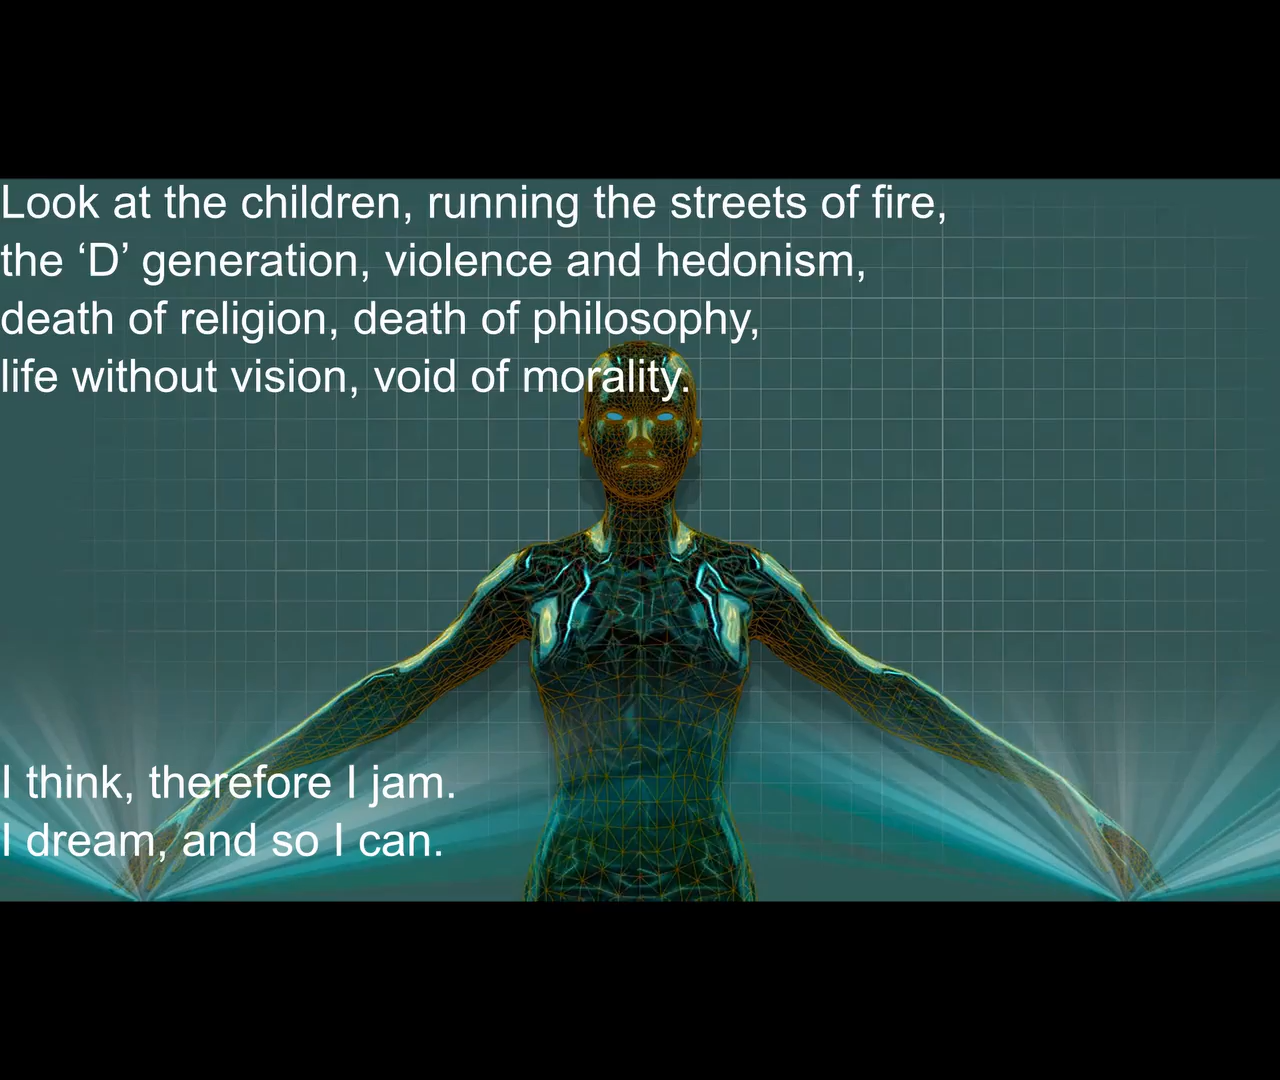 Look at the children, running the streets of fire,
the ‘D’ generation, violence and hedonism,
death of religion, death of philosophy,
life without vision, void of morality.
I think, therefore I jam.
I dream, and so I can.